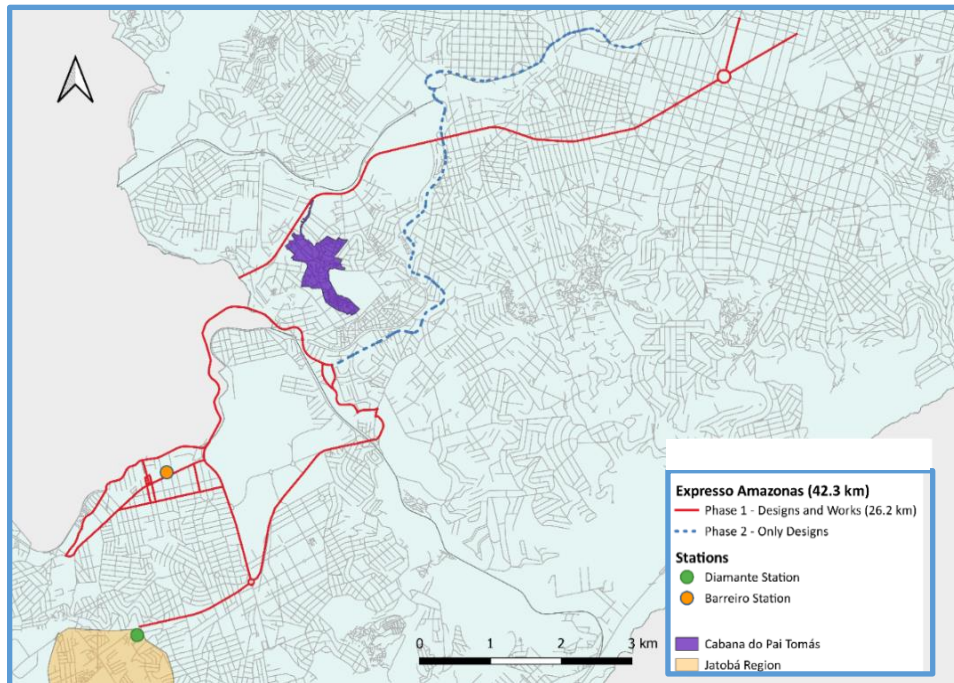 0 1 2 3 km
Expresso Amazonas (42.3 km)
Phase 1 - Designs and Works (26.2 km)
Phase 2 - Only Designs
Stations
Diamante Station
Barreiro Station
Cabana do Pai Tomás
Jatobá Region